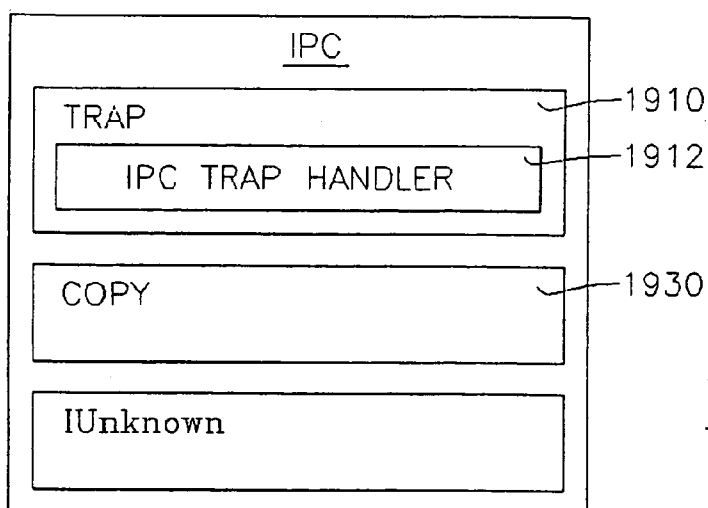 IPC
TRAP
1910
IPC TRAP HANDLER
1912
COPY
1930
IUnknown